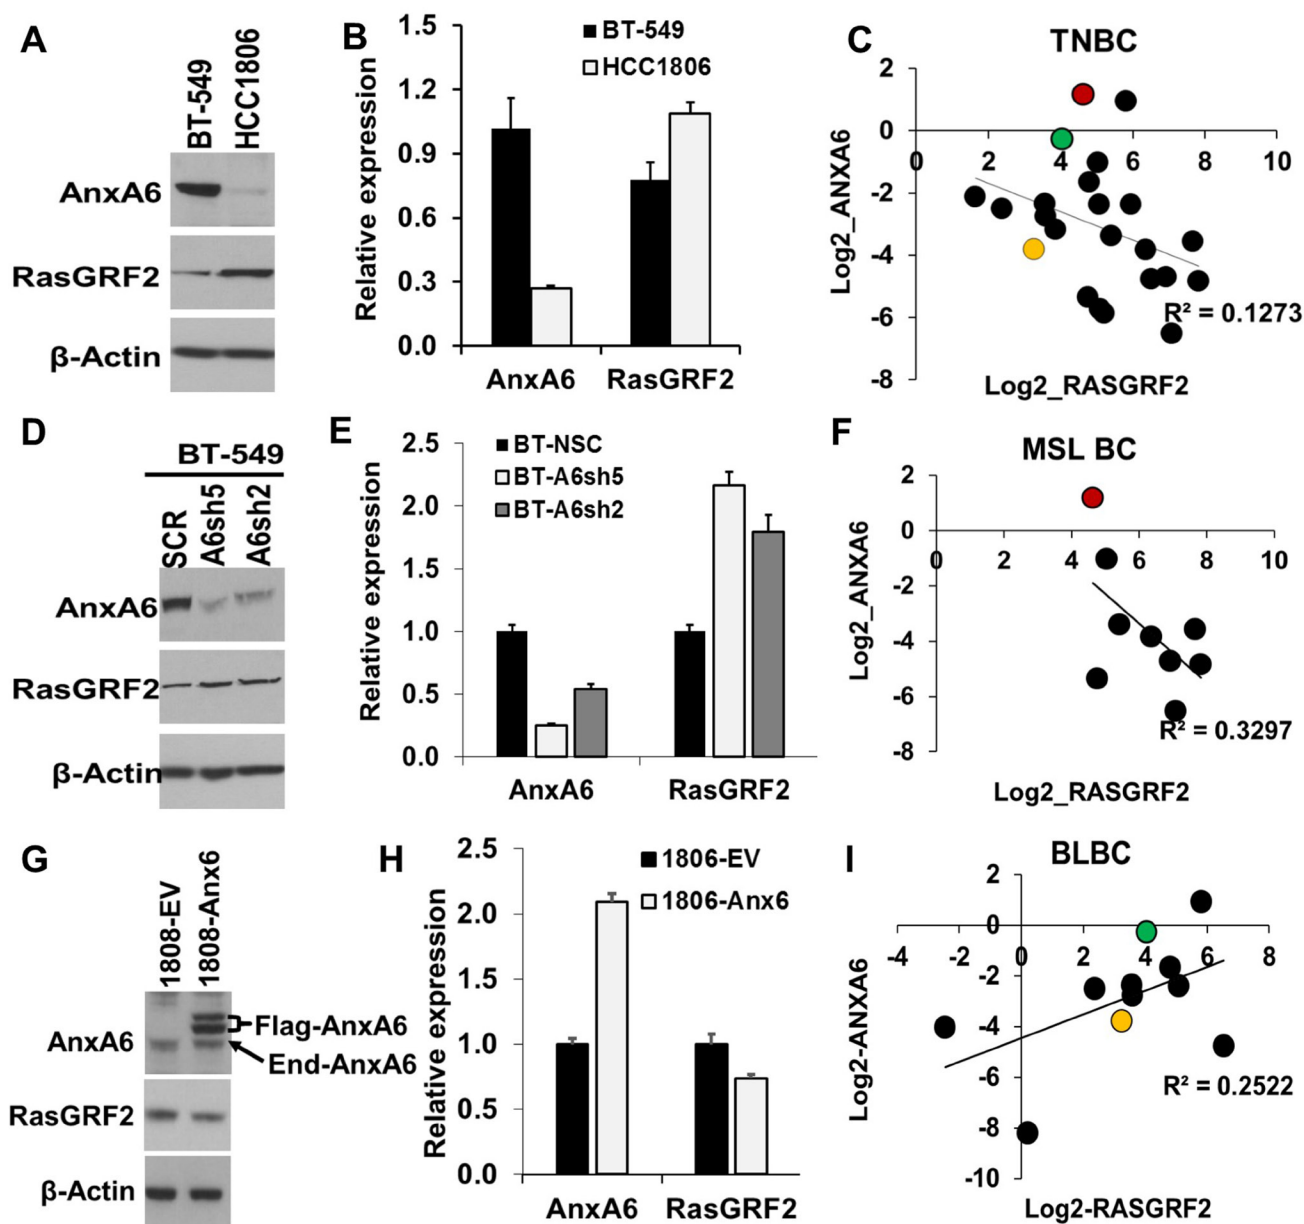 A
BT-549
HCC1806
AnxA6
RasGRF2
β-Actin
B
Relative expression
1.5
1.2
0.9
0.6
0.3
0.0
BT-549
HCC1806
AnxA6 RasGRF2
C
TNBC
Log2_ANXA6
2
0
-2
-4
-6
-8
0 2 4 6 8 10
R² = 0.1273
Log2_RASGRF2
D
BT-549
SCR
A6sh5
A6sh2
AnxA6
RasGRF2
β-Actin
E
Relative expression
2.5
2.0
1.5
1.0
0.5
0.0
BT-NSC
BT-A6sh5
BT-A6sh2
AnxA6 RasGRF2
F
MSL BC
Log2_ANXA6
2
0
-2
-4
-6
-8
0 2 4 6 8 10
R² = 0.3297
Log2_RASGRF2
G
1808-EV
1808-Anx6
AnxA6
Flag-AnxA6
End-AnxA6
RasGRF2
β-Actin
H
Relative expression
2.5
2.0
1.5
1.0
0.5
0.0
1806-EV
1806-Anx6
AnxA6 RasGRF2
I
BLBC
Log2-ANXA6
2
0
-2
-4
-6
-8
-10
-4 -2 0 2 4 6 8
R² = 0.2522
Log2-RASGRF2